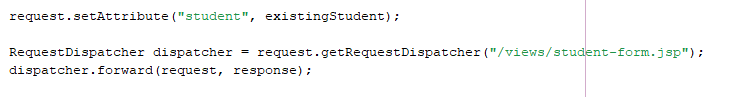 request.setAttribute("student", existingStudent);
RequestDispatcher dispatcher = request.getRequestDispatcher("/views/student-form.jsp");
dispatcher.forward(request, response);